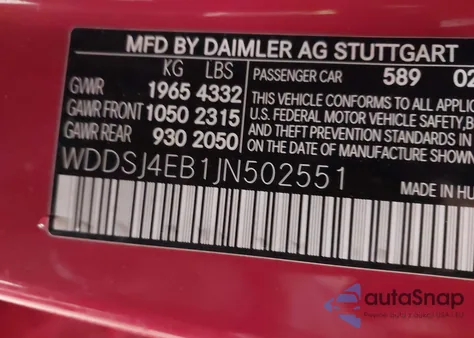 MFD BY DAIMLER AG STUTTGART
KG LBS
GVWR 1965 4332
GAWR FRONT 1050 2315
GAWR REAR 930 2050
PASSENGER CAR 589 02
THIS VEHICLE CONFORMS TO ALL APPLICABL
U.S. FEDERAL MOTOR VEHICLE SAFETY, B
AND THEFT PREVENTION STANDARDS IN
ON THE DATE OF MANUFACTURE SHOWN
WDDSJ4EB1JN502551
MADE IN HU
autoSnap